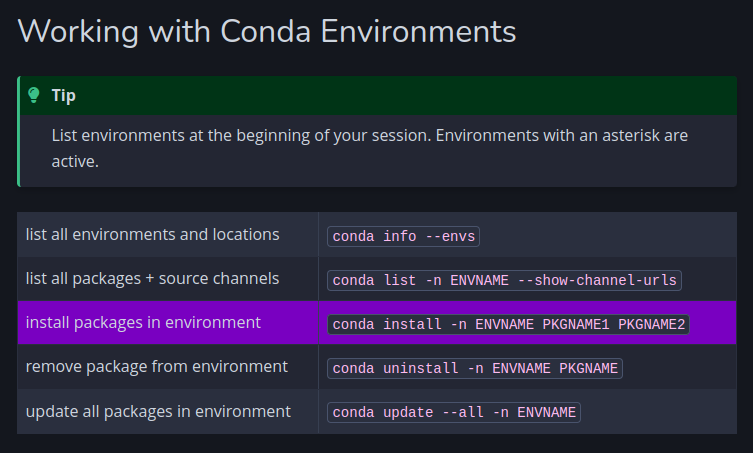 Working with Conda Environments
Tip
List environments at the beginning of your session. Environments with an asterisk are
active.
list all environments and locations conda info --envs
list all packages + source channels conda list -n ENVNAME --show-channel-urls
install packages in environment conda install -n ENVNAME PKGNAME1 PKGNAME2
remove package from environment conda uninstall -n ENVNAME PKGNAME
update all packages in environment conda update --all -n ENVNAME